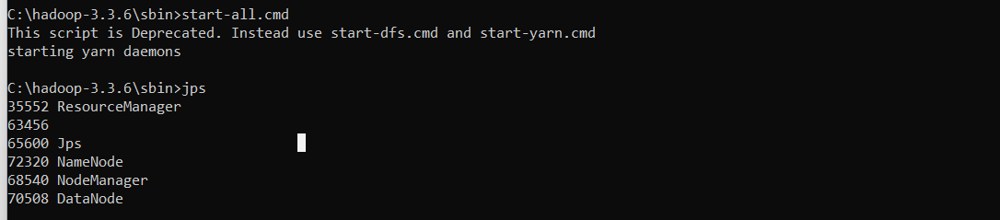 C:\hadoop-3.3.6\sbin>start-all.cmd
This script is Deprecated. Instead use start-dfs.cmd and start-yarn.cmd
starting yarn daemons
C:\hadoop-3.3.6\sbin>jps
35552 ResourceManager
63456
65600 Jps
72320 NameNode
68540 NodeManager
70508 DataNode